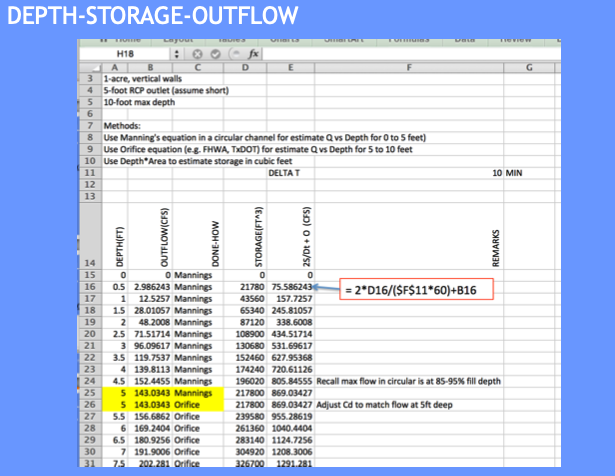 DEPTH-STORAGE-OUTFLOW
H18 fx
A B C D E F G
3 1-acre, vertical walls
4 5-foot RCP outlet (assume short)
5 10-foot max depth
6
7 Methods:
8 Use Manning's equation in a circular channel for estimate Q vs Depth for 0 to 5 feet)
9 Use Orifice equation (e.g. FHWA, TxDOT) for estimate Q vs Depth for 5 to 10 feet
10 Use Depth*Area to estimate storage in cubic feet
11 DELTA T 10 MIN
12
13
14 DEPTH(FT) OUTFLOW(CFS) DONE-HOW STORAGE(FT^3) 2S/Dt + O (CFS) REMARKS
15 0 0 Mannings 0 0
16 0.5 2.986243 Mannings 21780 75.586243 = 2*D16/($F$11*60)+B16
17 1 12.5257 Mannings 43560 157.7257
18 1.5 28.01057 Mannings 65340 245.81057
19 2 48.2008 Mannings 87120 338.6008
20 2.5 71.51714 Mannings 108900 434.51714
21 3 96.09617 Mannings 130680 531.69617
22 3.5 119.7537 Mannings 152460 627.95368
23 4 139.8113 Mannings 174240 720.61126
24 4.5 152.4455 Mannings 196020 805.84555 Recall max flow in circular is at 85-95% fill depth
25 5 143.0343 Mannings 217800 869.03427
26 5 143.0343 Orifice 217800 869.03427 Adjust Cd to match flow at 5ft deep
27 5.5 156.6862 Orifice 239580 955.28619
28 6 169.2404 Orifice 261360 1040.4404
29 6.5 180.9256 Orifice 283140 1124.7256
30 7 191.9006 Orifice 304920 1208.3006
31 7.5 202.281 Orifice 326700 1291.281